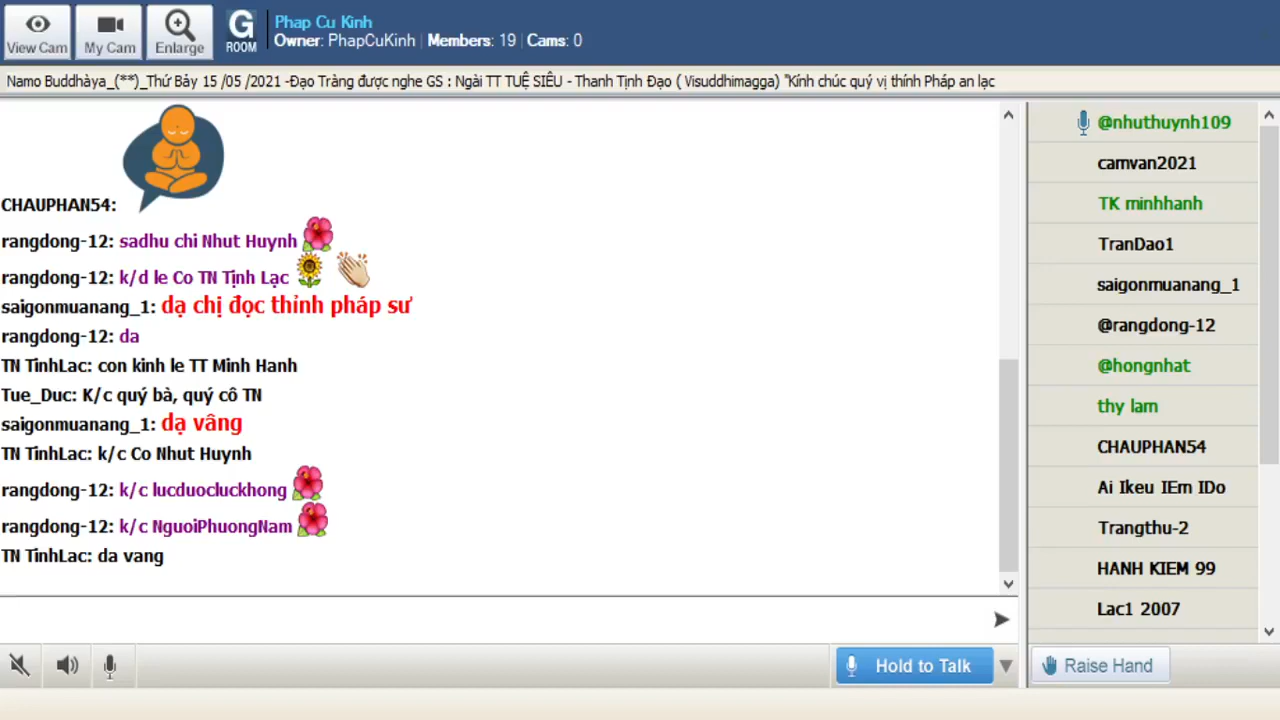 View Cam
My Cam
Enlarge
G
ROOM
Phap Cu Kinh
Owner: PhapCuKinh | Members: 19 | Cams: 0
Namo Buddhàya_(**)_Thứ Bảy 15 /05 /2021 -Đạo Tràng được nghe GS : Ngài TT TUỆ SIÊU - Thanh Tịnh Đạo ( Visuddhimagga) "Kính chúc quý vị thính Pháp an lạc
CHAUPHAN54:
rangdong-12: sadhu chi Nhut Huynh
rangdong-12: k/d le Co TN Tịnh Lạc
saigonmuanang_1: dạ chị đọc thỉnh pháp sư
rangdong-12: da
TN TinhLac: con kinh le TT Minh Hanh
Tue_Duc: K/c quý bà, quý cô TN
saigonmuanang_1: dạ vâng
TN TinhLac: k/c Co Nhut Huynh
rangdong-12: k/c lucduocluckhong
rangdong-12: k/c NguoiPhuongNam
TN TinhLac: da vang
@nhuthuynh109
camvan2021
TK minhhanh
TranDao1
saigonmuanang_1
@rangdong-12
@hongnhat
thy lam
CHAUPHAN54
Ai Ikeu IEm IDo
Trangthu-2
HANH KIEM 99
Lac1 2007
Hold to Talk
Raise Hand